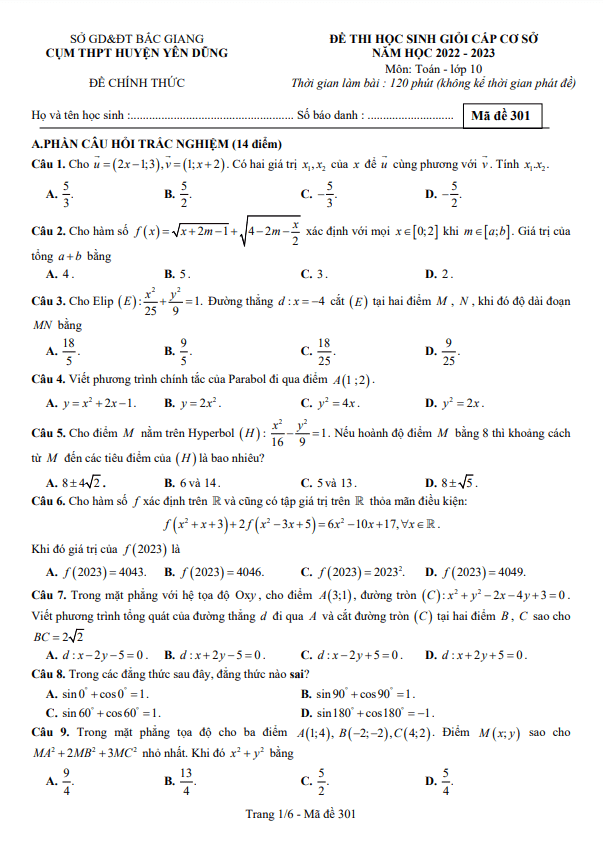 SỞ GD&ĐT BẮC GIANG
CỤM THPT HUYỆN YÊN DŨNG
ĐỀ CHÍNH THỨC
ĐỀ THI HỌC SINH GIỎI CẤP CƠ SỞ
NĂM HỌC 2022 - 2023
Môn: Toán - lớp 10
Thời gian làm bài : 120 phút (không kể thời gian phát đề)
Họ và tên học sinh :..................................................... Số báo danh : ........................... Mã đề 301
A.PHẦN CÂU HỎI TRẮC NGHIỆM (14 điểm)
Câu 1. Cho $\vec{u}=(2x-1;3),\vec{v}=(1;x+2)$. Có hai giá trị $x_1,x_2$ của $x$ để $\vec{u}$ cùng phương với $\vec{v}$. Tính $x_1.x_2$.
A. $\frac{5}{3}$. B. $\frac{5}{2}$. C. $-\frac{5}{3}$. D. $-\frac{5}{2}$.
Câu 2. Cho hàm số $f(x)=\sqrt{x+2m-1}+\sqrt{4-2m-\frac{x}{2}}$ xác định với mọi $x\in[0;2]$ khi $m\in[a;b]$. Giá trị của
tổng $a+b$ bằng
A. 4 . B. 5 . C. 3 . D. 2 .
Câu 3. Cho Elip $(E):\frac{x^2}{25}+\frac{y^2}{9}=1$. Đường thẳng $d:x=-4$ cắt $(E)$ tại hai điểm $M$ , $N$ , khi đó độ dài đoạn
$MN$ bằng
A. $\frac{18}{5}$. B. $\frac{9}{5}$. C. $\frac{18}{25}$. D. $\frac{9}{25}$.
Câu 4. Viết phương trình chính tắc của Parabol đi qua điểm $A(1;2)$.
A. $y=x^2+2x-1$. B. $y=2x^2$. C. $y^2=4x$. D. $y^2=2x$.
Câu 5. Cho điểm $M$ nằm trên Hyperbol $(H):\frac{x^2}{16}-\frac{y^2}{9}=1$. Nếu hoành độ điểm $M$ bằng 8 thì khoảng cách
từ $M$ đến các tiêu điểm của $(H)$ là bao nhiêu?
A. $8\pm4\sqrt{2}$. B. 6 và 14 . C. 5 và 13 . D. $8\pm\sqrt{5}$.
Câu 6. Cho hàm số $f$ xác định trên $\mathbb{R}$ và cũng có tập giá trị trên $\mathbb{R}$ thỏa mãn điều kiện:
$f(x^2+x+3)+2f(x^2-3x+5)=6x^2-10x+17,\forall x\in\mathbb{R}$.
Khi đó giá trị của $f(2023)$ là
A. $f(2023)=4043$. B. $f(2023)=4046$. C. $f(2023)=2023^2$. D. $f(2023)=4049$.
Câu 7. Trong mặt phẳng với hệ tọa độ Oxy, cho điểm $A(3;1)$, đường tròn $(C):x^2+y^2-2x-4y+3=0$.
Viết phương trình tổng quát của đường thẳng $d$ đi qua $A$ và cắt đường tròn $(C)$ tại hai điểm $B$, $C$ sao cho
$BC=2\sqrt{2}$
A. $d:x-2y-5=0$. B. $d:x+2y-5=0$. C. $d:x-2y+5=0$. D. $d:x+2y+5=0$.
Câu 8. Trong các đẳng thức sau đây, đẳng thức nào sai?
A. $\sin0^\circ+\cos0^\circ=1$. B. $\sin90^\circ+\cos90^\circ=1$.
C. $\sin60^\circ+\cos60^\circ=1$. D. $\sin180^\circ+\cos180^\circ=-1$.
Câu 9. Trong mặt phẳng tọa độ cho ba điểm $A(1;4)$, $B(-2;-2),C(4;2)$. Điểm $M(x;y)$ sao cho
$MA^2+2MB^2+3MC^2$ nhỏ nhất. Khi đó $x^2+y^2$ bằng
A. $\frac{9}{4}$. B. $\frac{13}{4}$. C. $\frac{5}{2}$. D. $\frac{5}{4}$.
Trang 1/6 - Mã đề 301